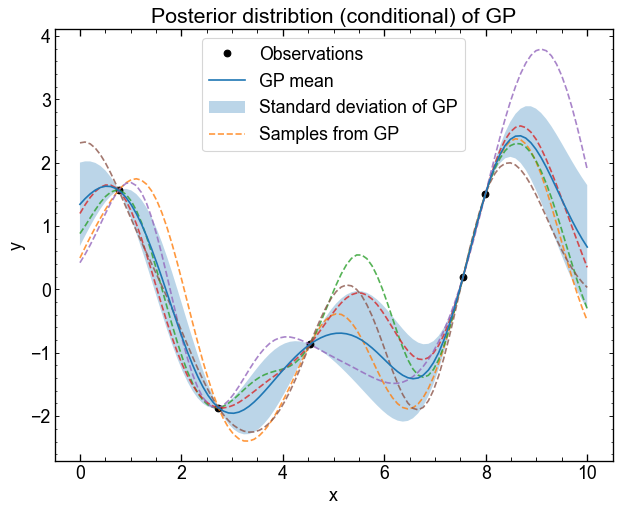 Posterior distribtion (conditional) of GP
Observations
GP mean
Standard deviation of GP
Samples from GP
4
3
2
1
0
−1
−2
y
0 2 4 6 8 10
x